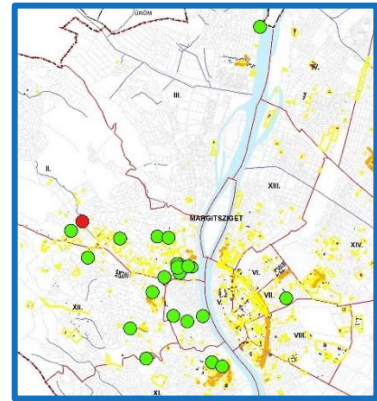 ÜRÖM
IV.
III.
II.
XIII.
MARGITSZIGET
XIV.
VI.
VII.
XII.
V.
VIII.
XI.